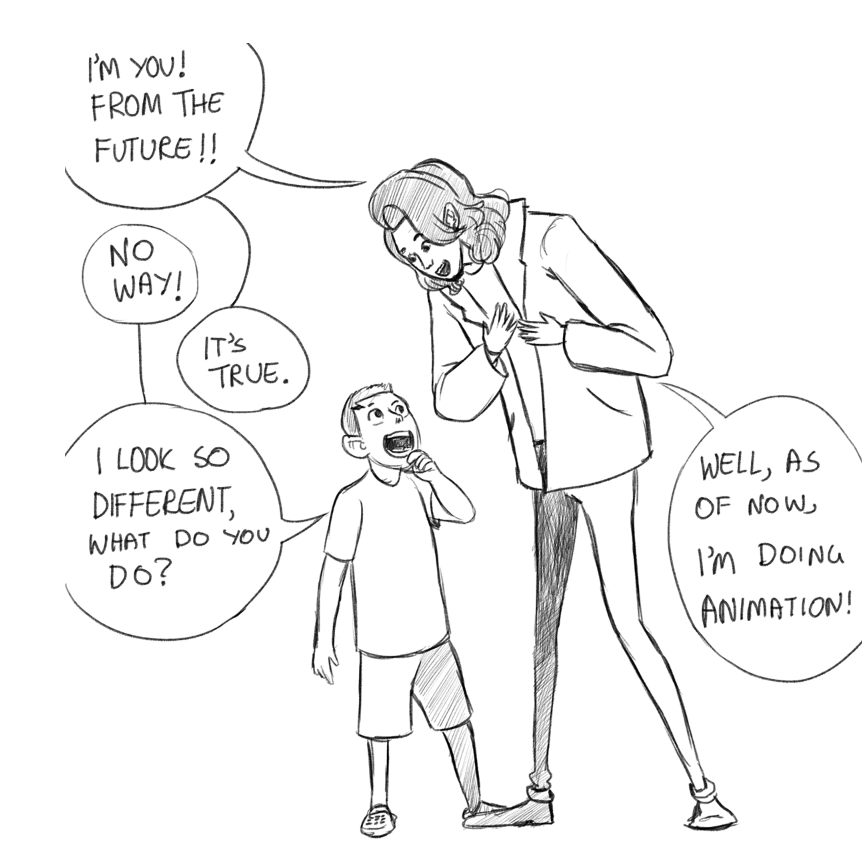 I'M YOU!
FROM THE
FUTURE!!
NO
WAY!
IT'S
TRUE.
I LOOK SO
DIFFERENT,
WHAT DO YOU
DO?
WELL, AS
OF NOW,
I'M DOING
ANIMATION!